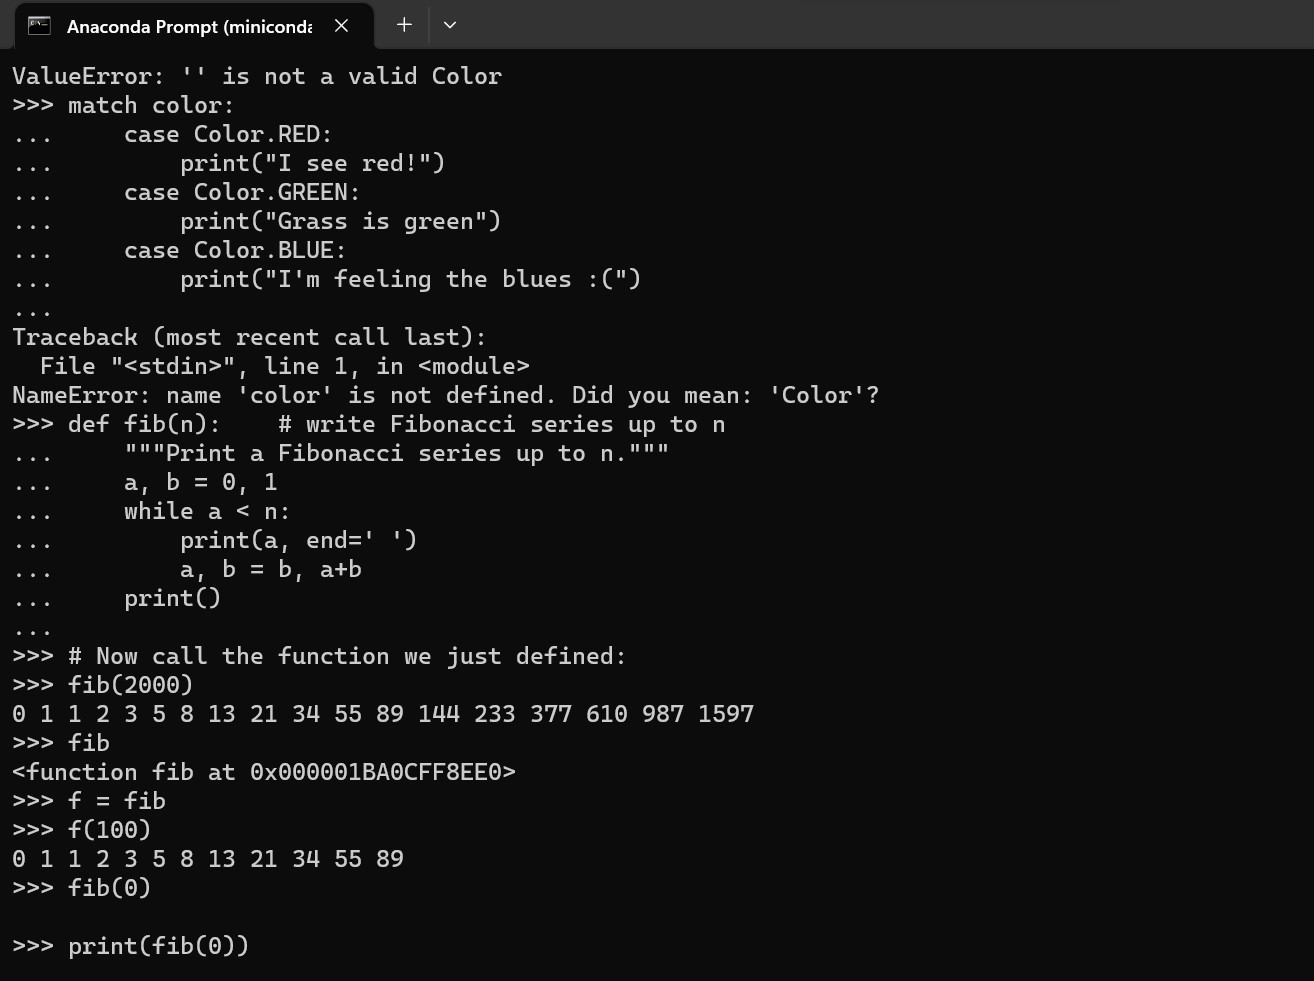 Anaconda Prompt (miniconda
ValueError: '' is not a valid Color
>>> match color:
...     case Color.RED:
...         print("I see red!")
...     case Color.GREEN:
...         print("Grass is green")
...     case Color.BLUE:
...         print("I'm feeling the blues :(")
...
Traceback (most recent call last):
  File "<stdin>", line 1, in <module>
NameError: name 'color' is not defined. Did you mean: 'Color'?
>>> def fib(n):    # write Fibonacci series up to n
...     """Print a Fibonacci series up to n."""
...     a, b = 0, 1
...     while a < n:
...         print(a, end=' ')
...         a, b = b, a+b
...     print()
...
>>> # Now call the function we just defined:
>>> fib(2000)
0 1 1 2 3 5 8 13 21 34 55 89 144 233 377 610 987 1597
>>> fib
<function fib at 0x000001BA0CFF8EE0>
>>> f = fib
>>> f(100)
0 1 1 2 3 5 8 13 21 34 55 89
>>> fib(0)
>>> print(fib(0))